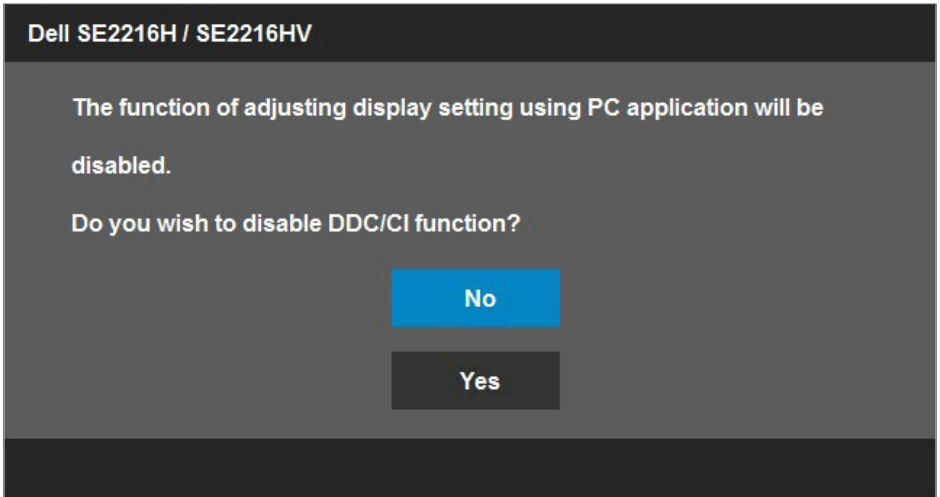 Dell SE2216H / SE2216HV
The function of adjusting display setting using PC application will be
disabled.
Do you wish to disable DDC/CI function?
No
Yes